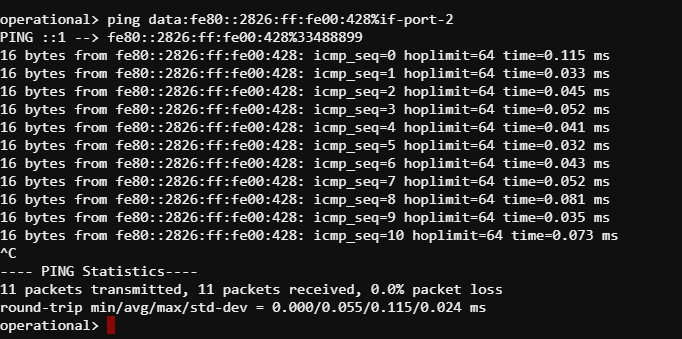 operational> ping data:fe80::2826:ff:fe00:428%if-port-2
PING ::1 --> fe80::2826:ff:fe00:428%33488899
16 bytes from fe80::2826:ff:fe00:428: icmp_seq=0 hoplimit=64 time=0.115 ms
16 bytes from fe80::2826:ff:fe00:428: icmp_seq=1 hoplimit=64 time=0.033 ms
16 bytes from fe80::2826:ff:fe00:428: icmp_seq=2 hoplimit=64 time=0.045 ms
16 bytes from fe80::2826:ff:fe00:428: icmp_seq=3 hoplimit=64 time=0.052 ms
16 bytes from fe80::2826:ff:fe00:428: icmp_seq=4 hoplimit=64 time=0.041 ms
16 bytes from fe80::2826:ff:fe00:428: icmp_seq=5 hoplimit=64 time=0.032 ms
16 bytes from fe80::2826:ff:fe00:428: icmp_seq=6 hoplimit=64 time=0.043 ms
16 bytes from fe80::2826:ff:fe00:428: icmp_seq=7 hoplimit=64 time=0.052 ms
16 bytes from fe80::2826:ff:fe00:428: icmp_seq=8 hoplimit=64 time=0.081 ms
16 bytes from fe80::2826:ff:fe00:428: icmp_seq=9 hoplimit=64 time=0.035 ms
16 bytes from fe80::2826:ff:fe00:428: icmp_seq=10 hoplimit=64 time=0.073 ms
^C
---- PING Statistics----
11 packets transmitted, 11 packets received, 0.0% packet loss
round-trip min/avg/max/std-dev = 0.000/0.055/0.115/0.024 ms
operational>